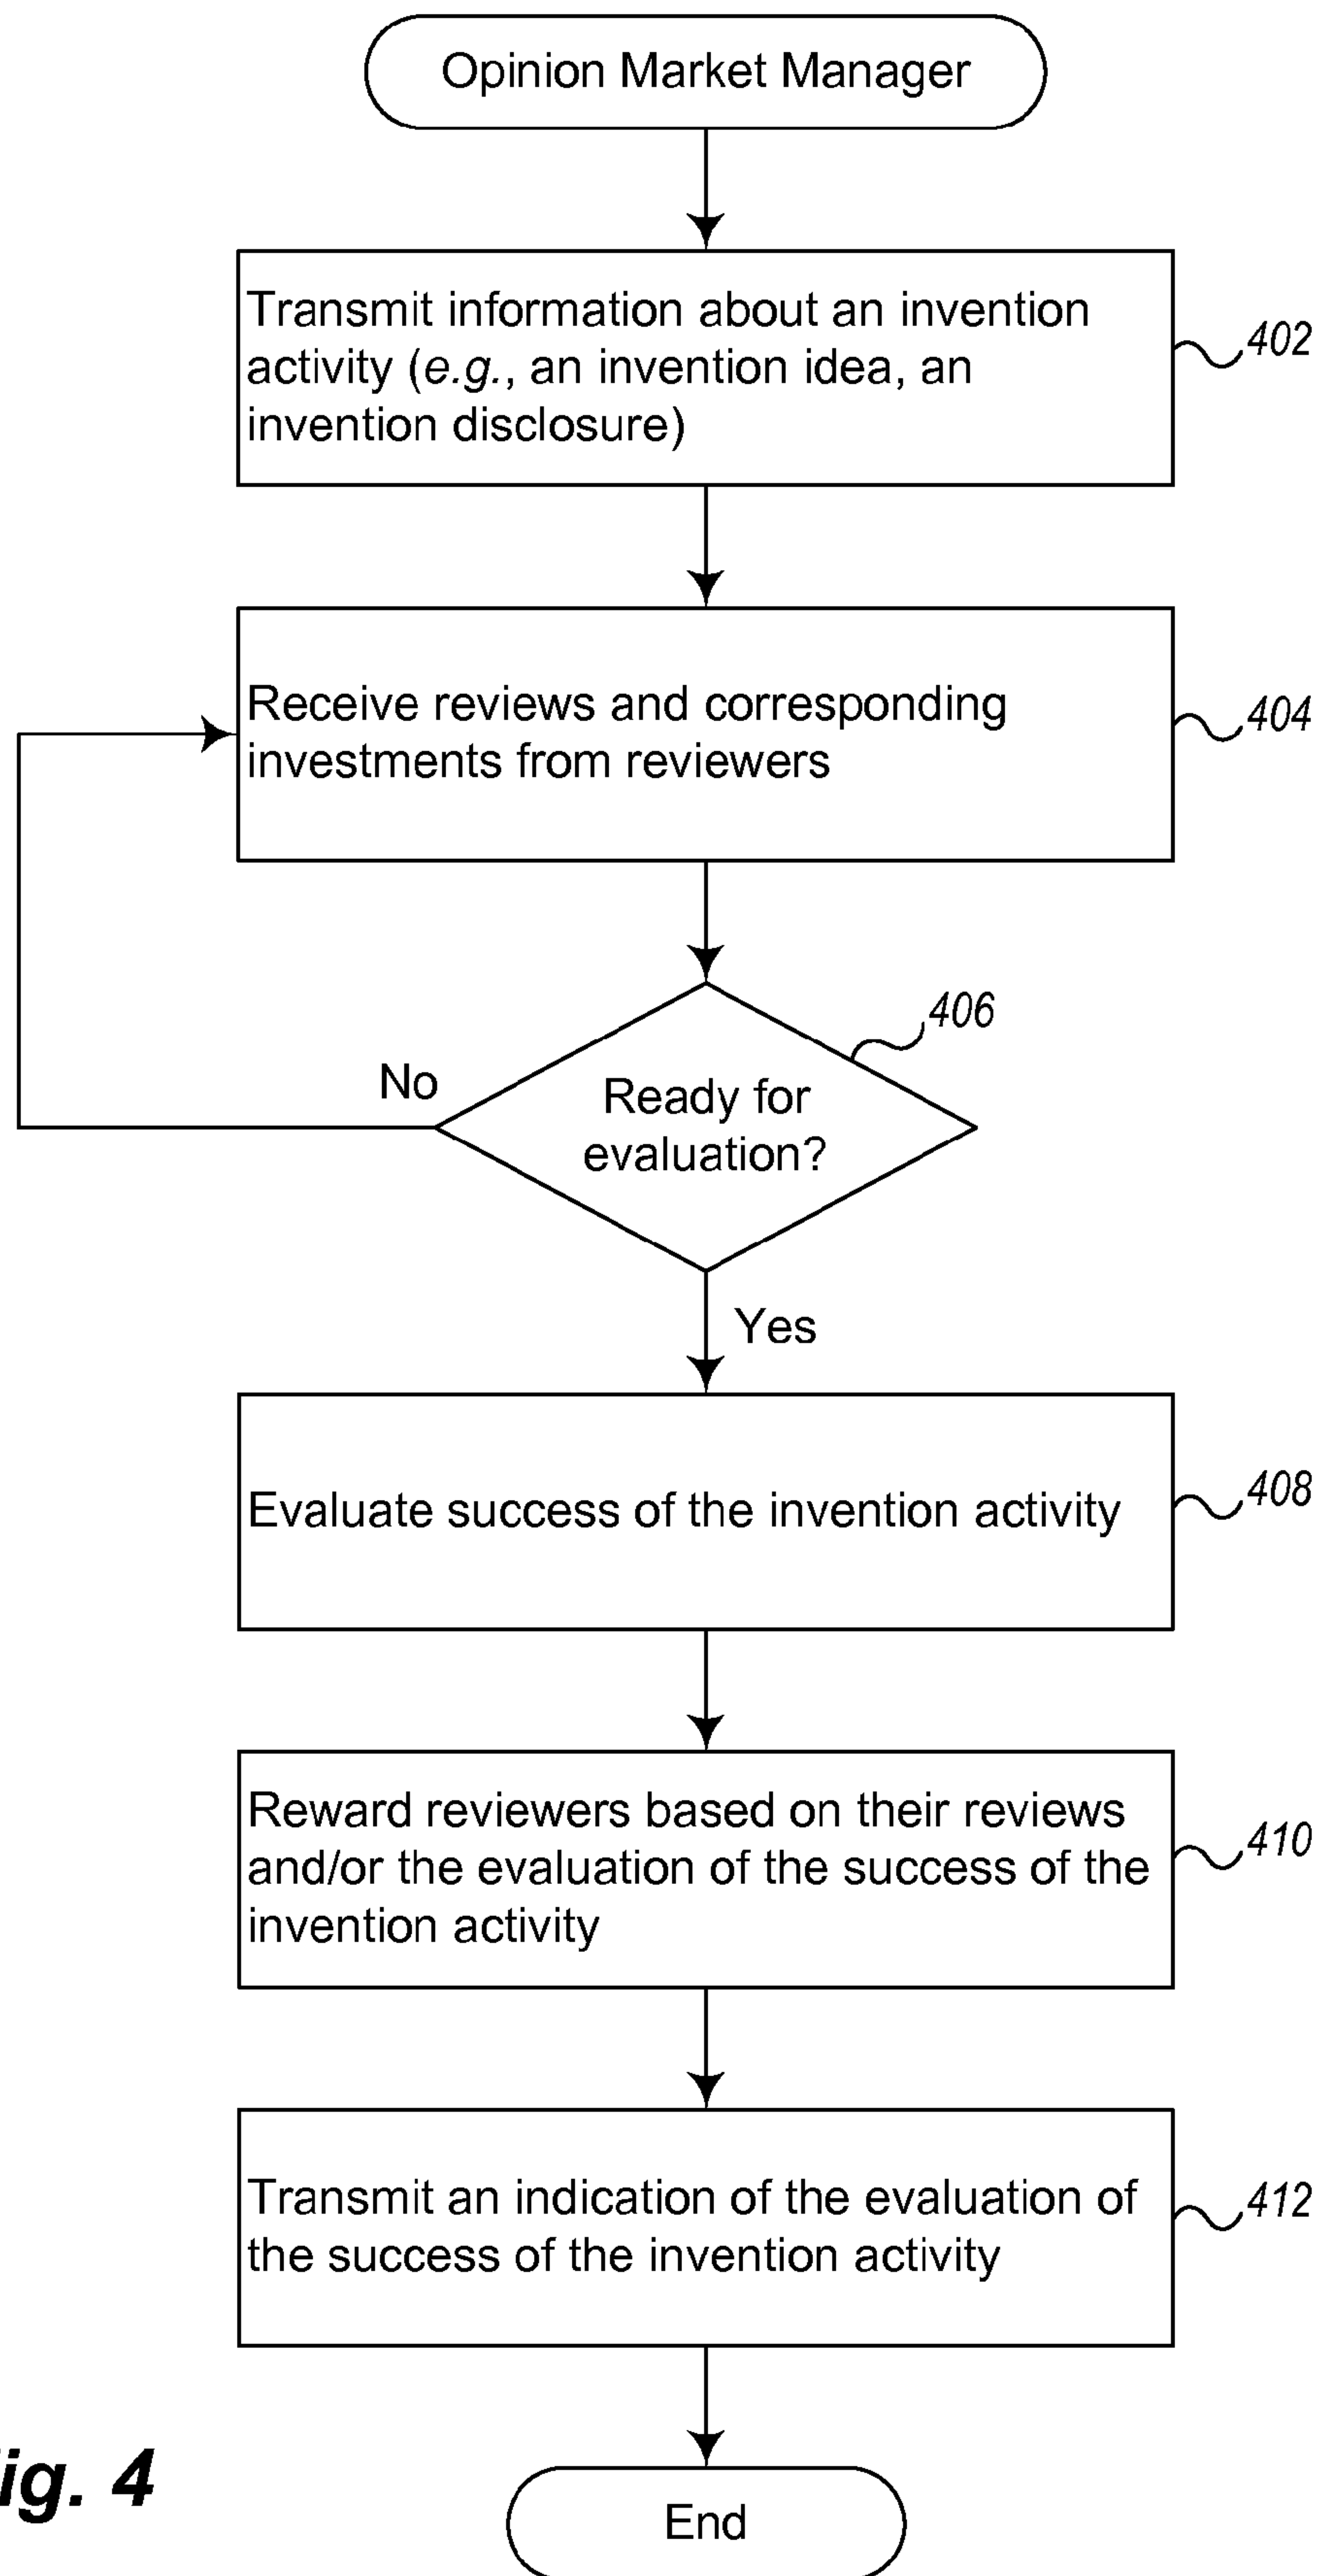 Opinion Market Manager
Transmit information about an invention
activity (e.g., an invention idea, an
invention disclosure)
402
Receive reviews and corresponding
investments from reviewers
404
406
No
Ready for
evaluation?
Yes
Evaluate success of the invention activity
408
Reward reviewers based on their reviews
and/or the evaluation of the success of the
invention activity
410
Transmit an indication of the evaluation of
the success of the invention activity
412
ig. 4
End